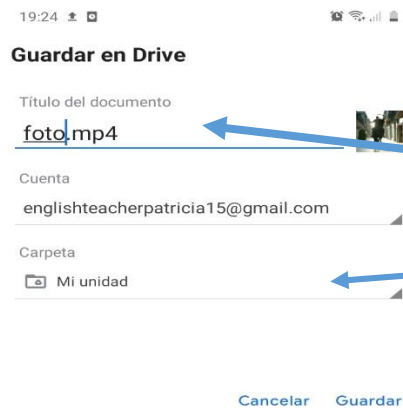 19:24
Guardar en Drive
Título del documento
foto.mp4
Cuenta
englishteacherpatricia15@gmail.com
Carpeta
Mi unidad
Cancelar Guardar